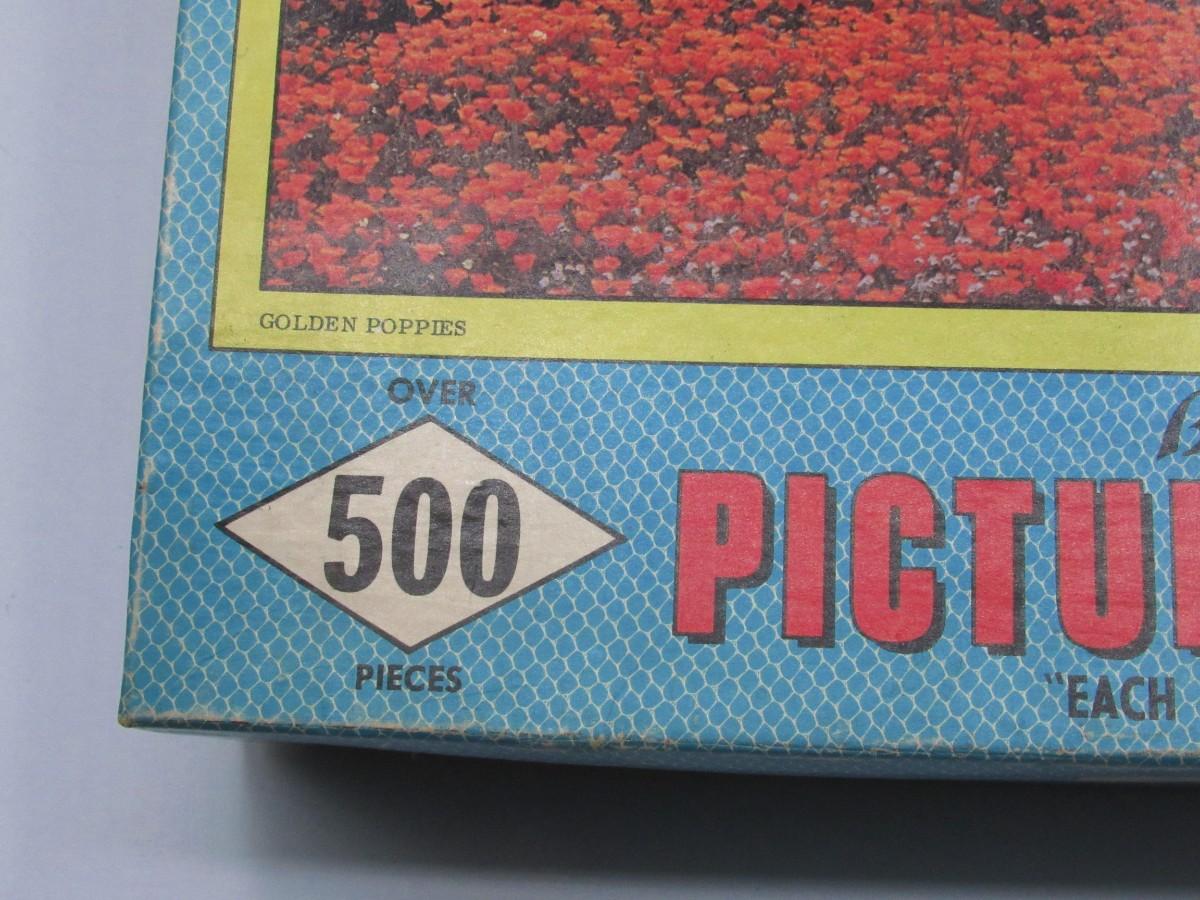 GOLDEN POPPIES
OVER
500
PIECES
PICTU
"EACH